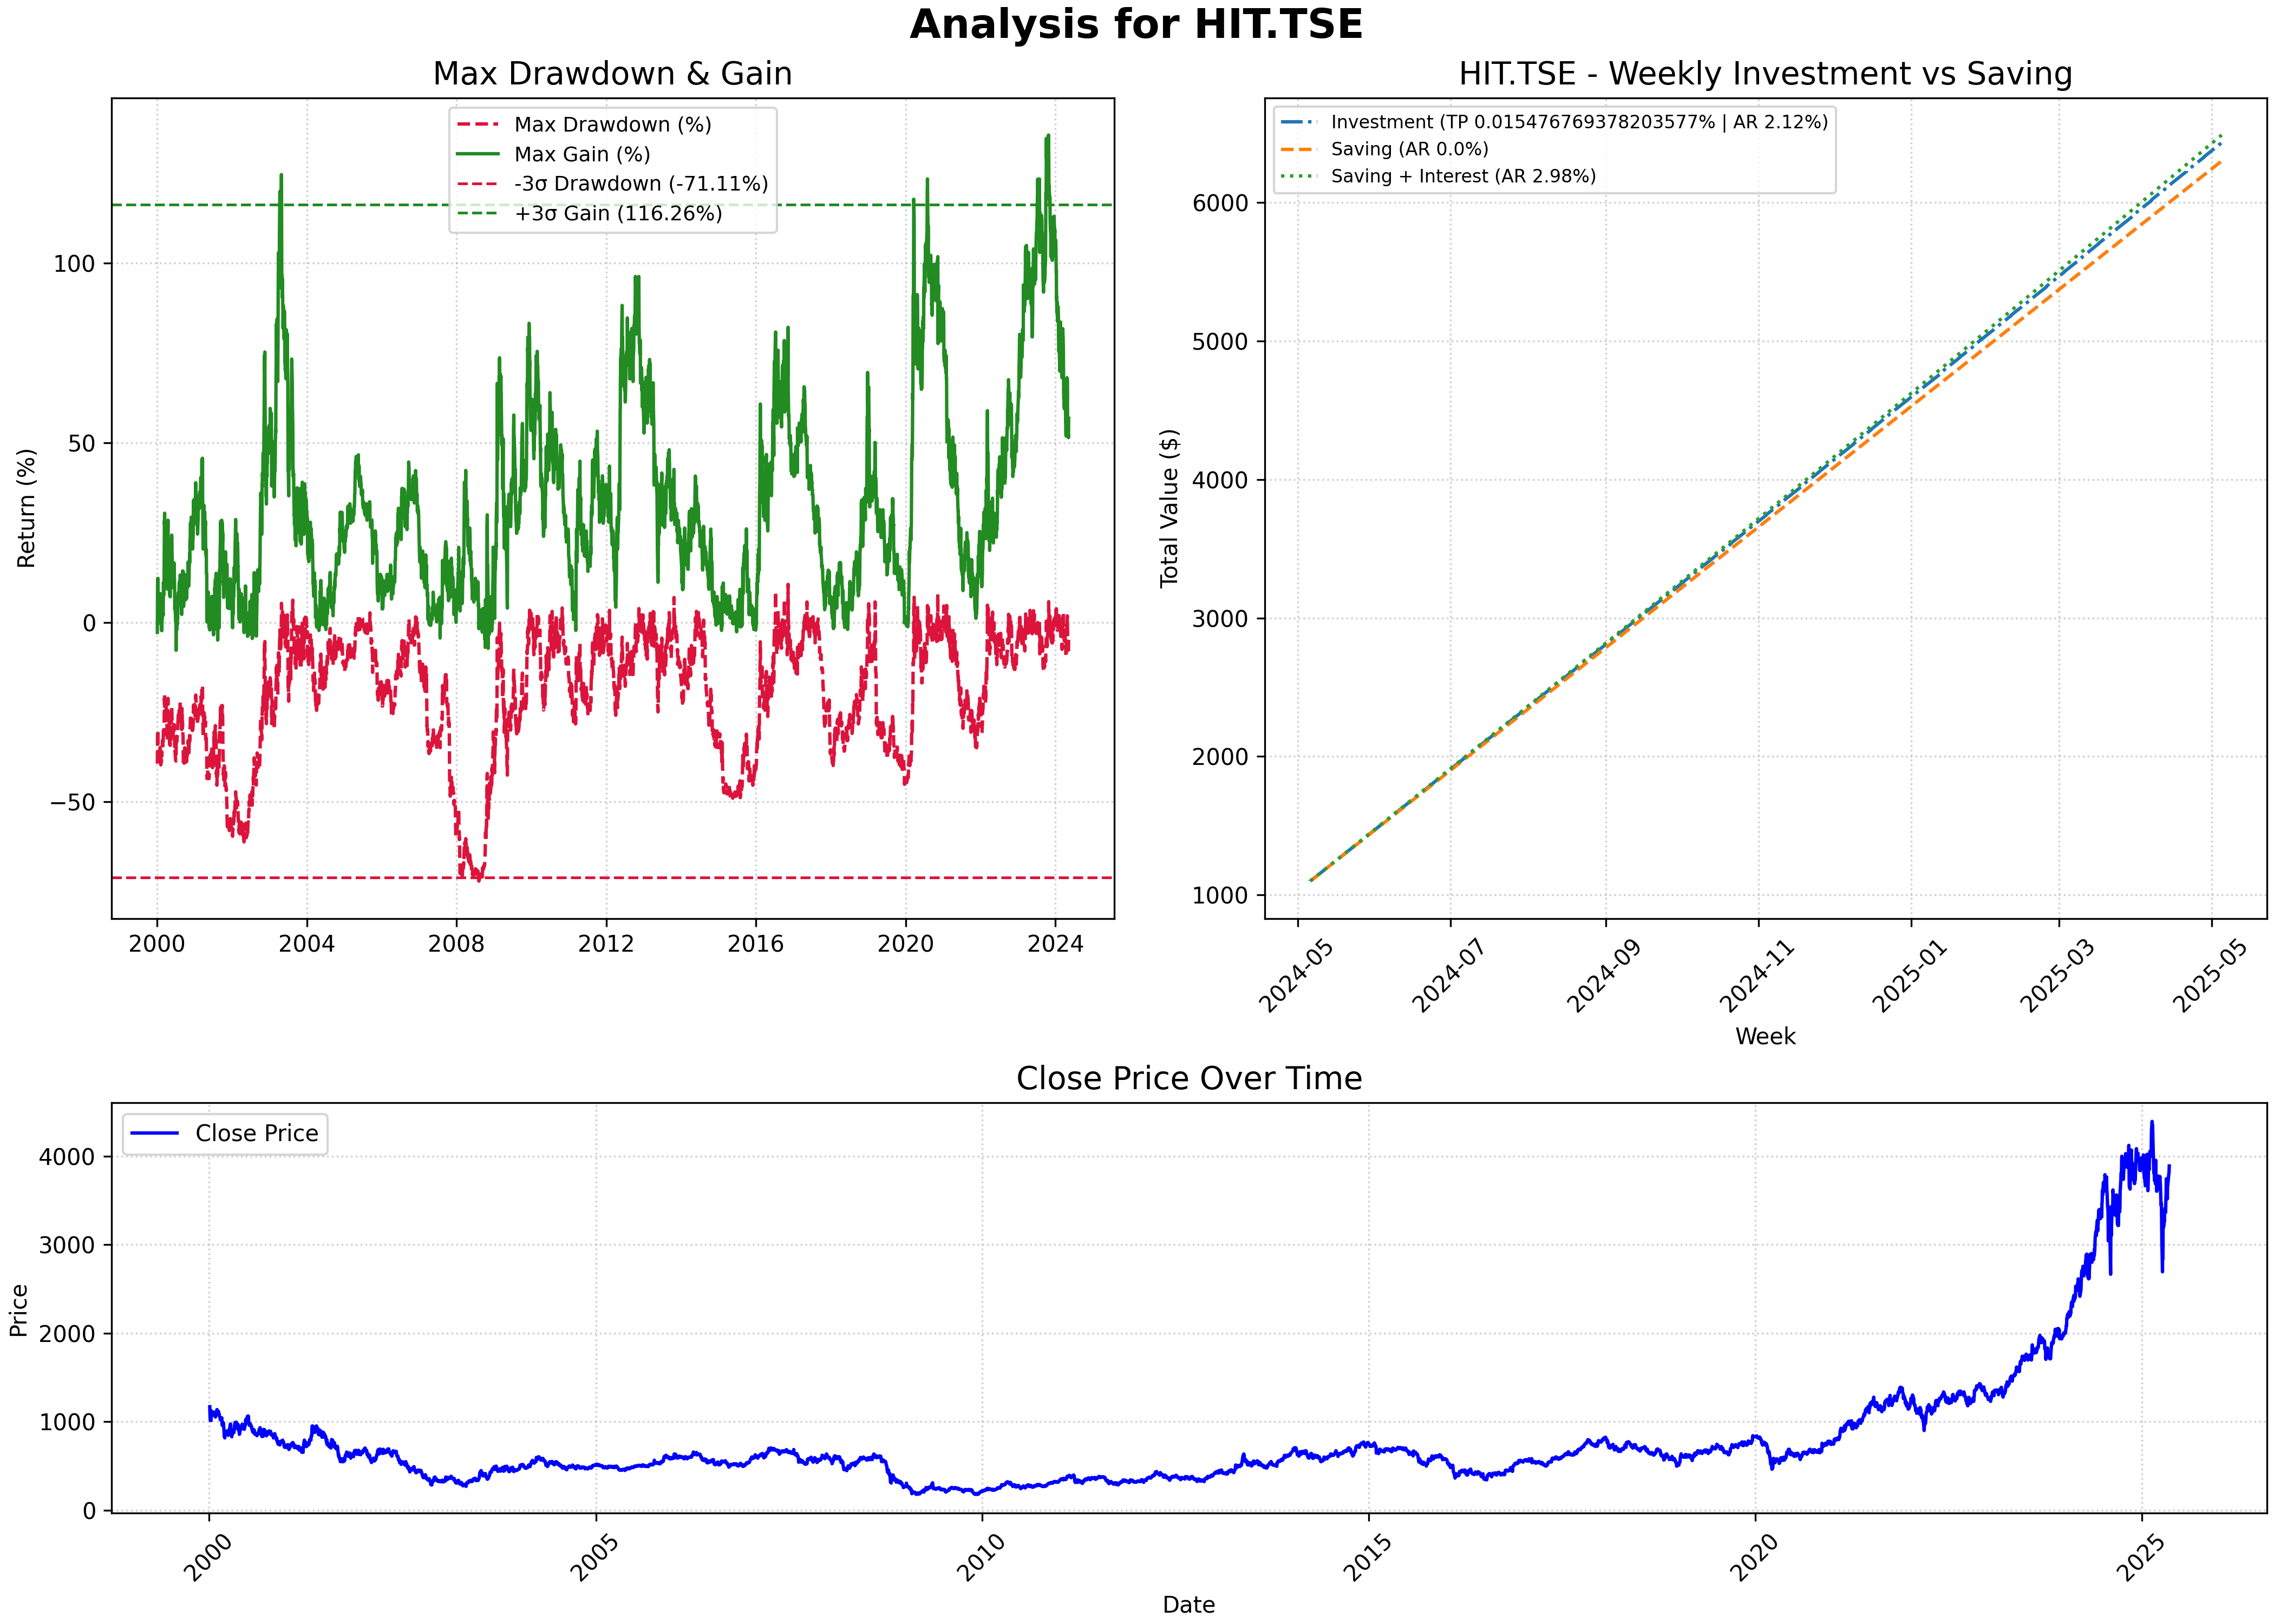 Analysis for HIT.TSE
Max Drawdown & Gain
Max Drawdown (%)
Max Gain (%)
-3σ Drawdown (-71.11%)
+3σ Gain (116.26%)
Return (%)
100
50
0
−50
2000 2004 2008 2012 2016 2020 2024
HIT.TSE - Weekly Investment vs Saving
Investment (TP 0.015476769378203577% | AR 2.12%)
Saving (AR 0.0%)
Saving + Interest (AR 2.98%)
Total Value ($)
6000
5000
4000
3000
2000
1000
2024-05 2024-07 2024-09 2024-11 2025-01 2025-03 2025-05
Week
Close Price Over Time
Close Price
Price
4000
3000
2000
1000
0
2000 2005 2010 2015 2020 2025
Date